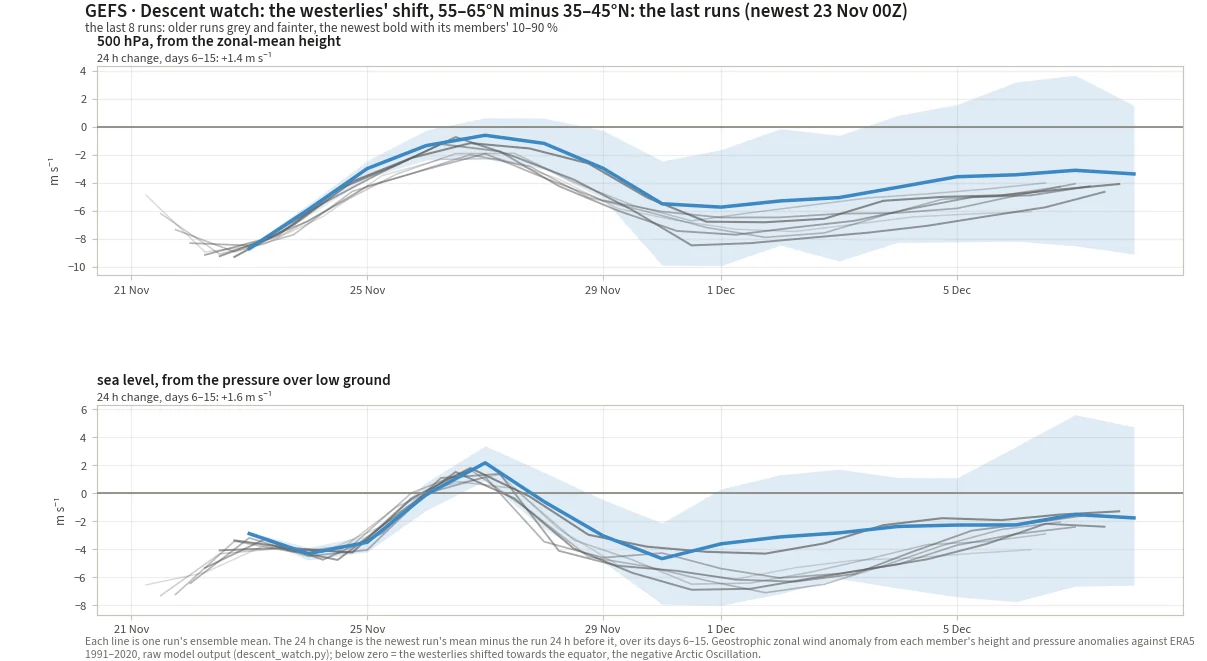 GEFS · Descent watch: the westerlies' shift, 55–65°N minus 35–45°N: the last runs (newest 23 Nov 00Z)
the last 8 runs: older runs grey and fainter, the newest bold with its members' 10–90 %
500 hPa, from the zonal-mean height
24 h change, days 6–15: +1.4 m s⁻¹
4
2
0
−2
−4
−6
−8
−10
m s⁻¹
21 Nov
25 Nov
29 Nov
1 Dec
5 Dec
sea level, from the pressure over low ground
24 h change, days 6–15: +1.6 m s⁻¹
6
4
2
0
−2
−4
−6
−8
m s⁻¹
21 Nov
25 Nov
29 Nov
1 Dec
5 Dec
Each line is one run's ensemble mean. The 24 h change is the newest run's mean minus the run 24 h before it, over its days 6–15. Geostrophic zonal wind anomaly from each member's height and pressure anomalies against ERA5
1991–2020, raw model output (descent_watch.py); below zero = the westerlies shifted towards the equator, the negative Arctic Oscillation.